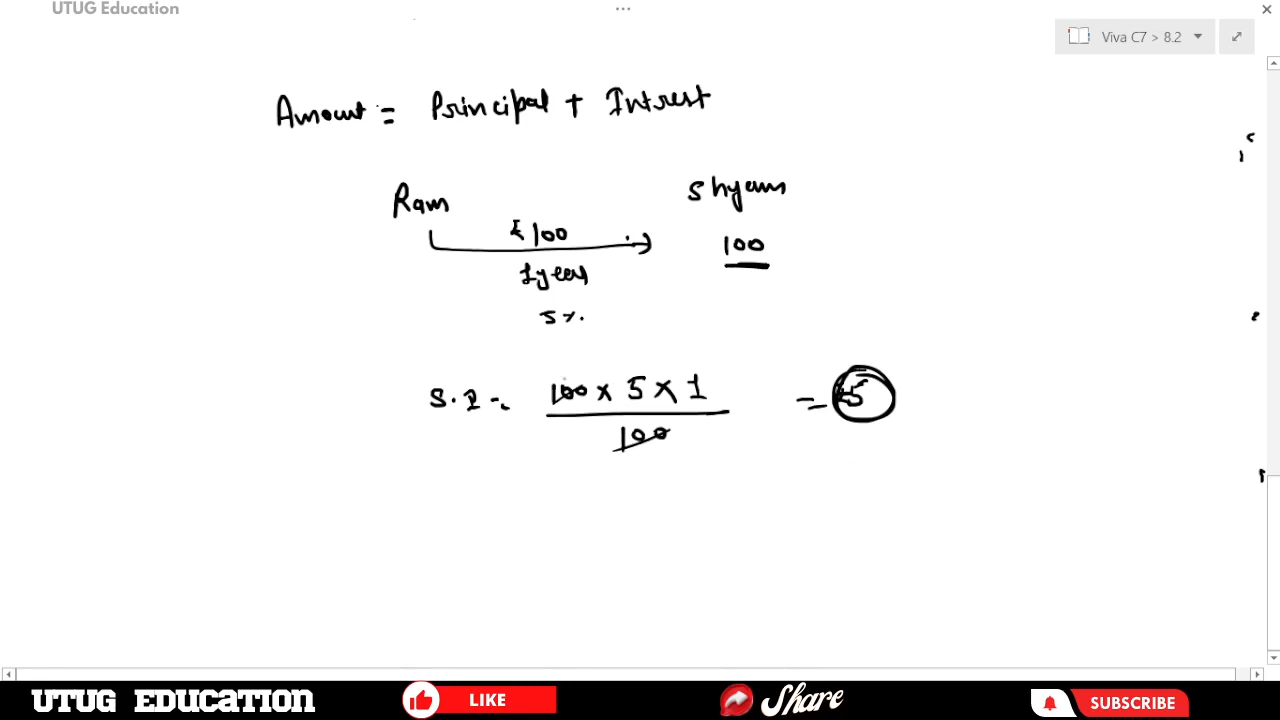 UTUG Education
Viva C7 > 8.2
Amount = Principal + Intrest
Ram
Shyam
₹100
100
1 year
5%.
S.I = 100 × 5 × 1 = ₹5
100
UTUG EDUCATION
LIKE
Share
SUBSCRIBE